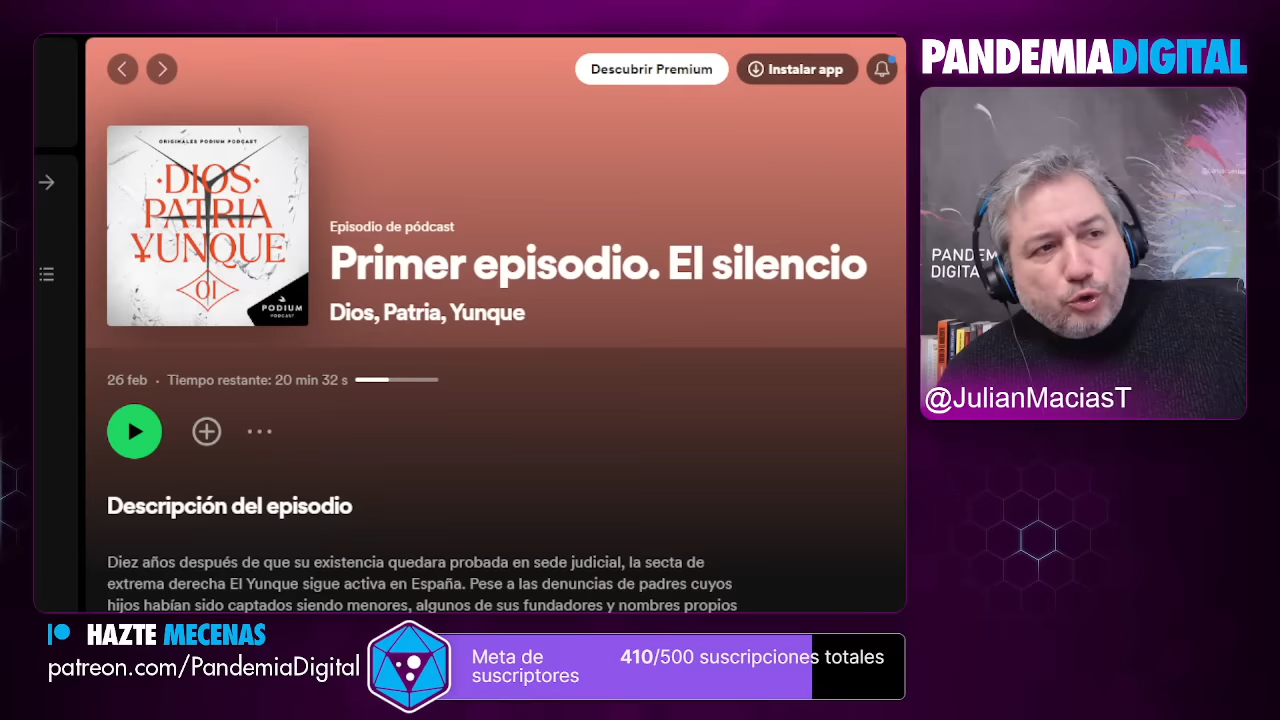 PANDEMIADIGITAL
Descubrir Premium
Instalar app
ORIGINALES PODIUM PODCAST
·DIOS·
PATRIA
YUNQUE
01
PODIUM
PODCAST
Episodio de pódcast
Primer episodio. El silencio
Dios, Patria, Yunque
26 feb · Tiempo restante: 20 min 32 s
Descripción del episodio
Diez años después de que su existencia quedara probada en sede judicial, la secta de
extrema derecha El Yunque sigue activa en España. Pese a las denuncias de padres cuyos
hijos habían sido captados siendo menores, algunos de sus fundadores y nombres propios
PANDEM
DIGITA
@JulianMaciasT
HAZTE MECENAS
patreon.com/PandemiaDigital
Meta de
suscriptores
410/500 suscripciones totales